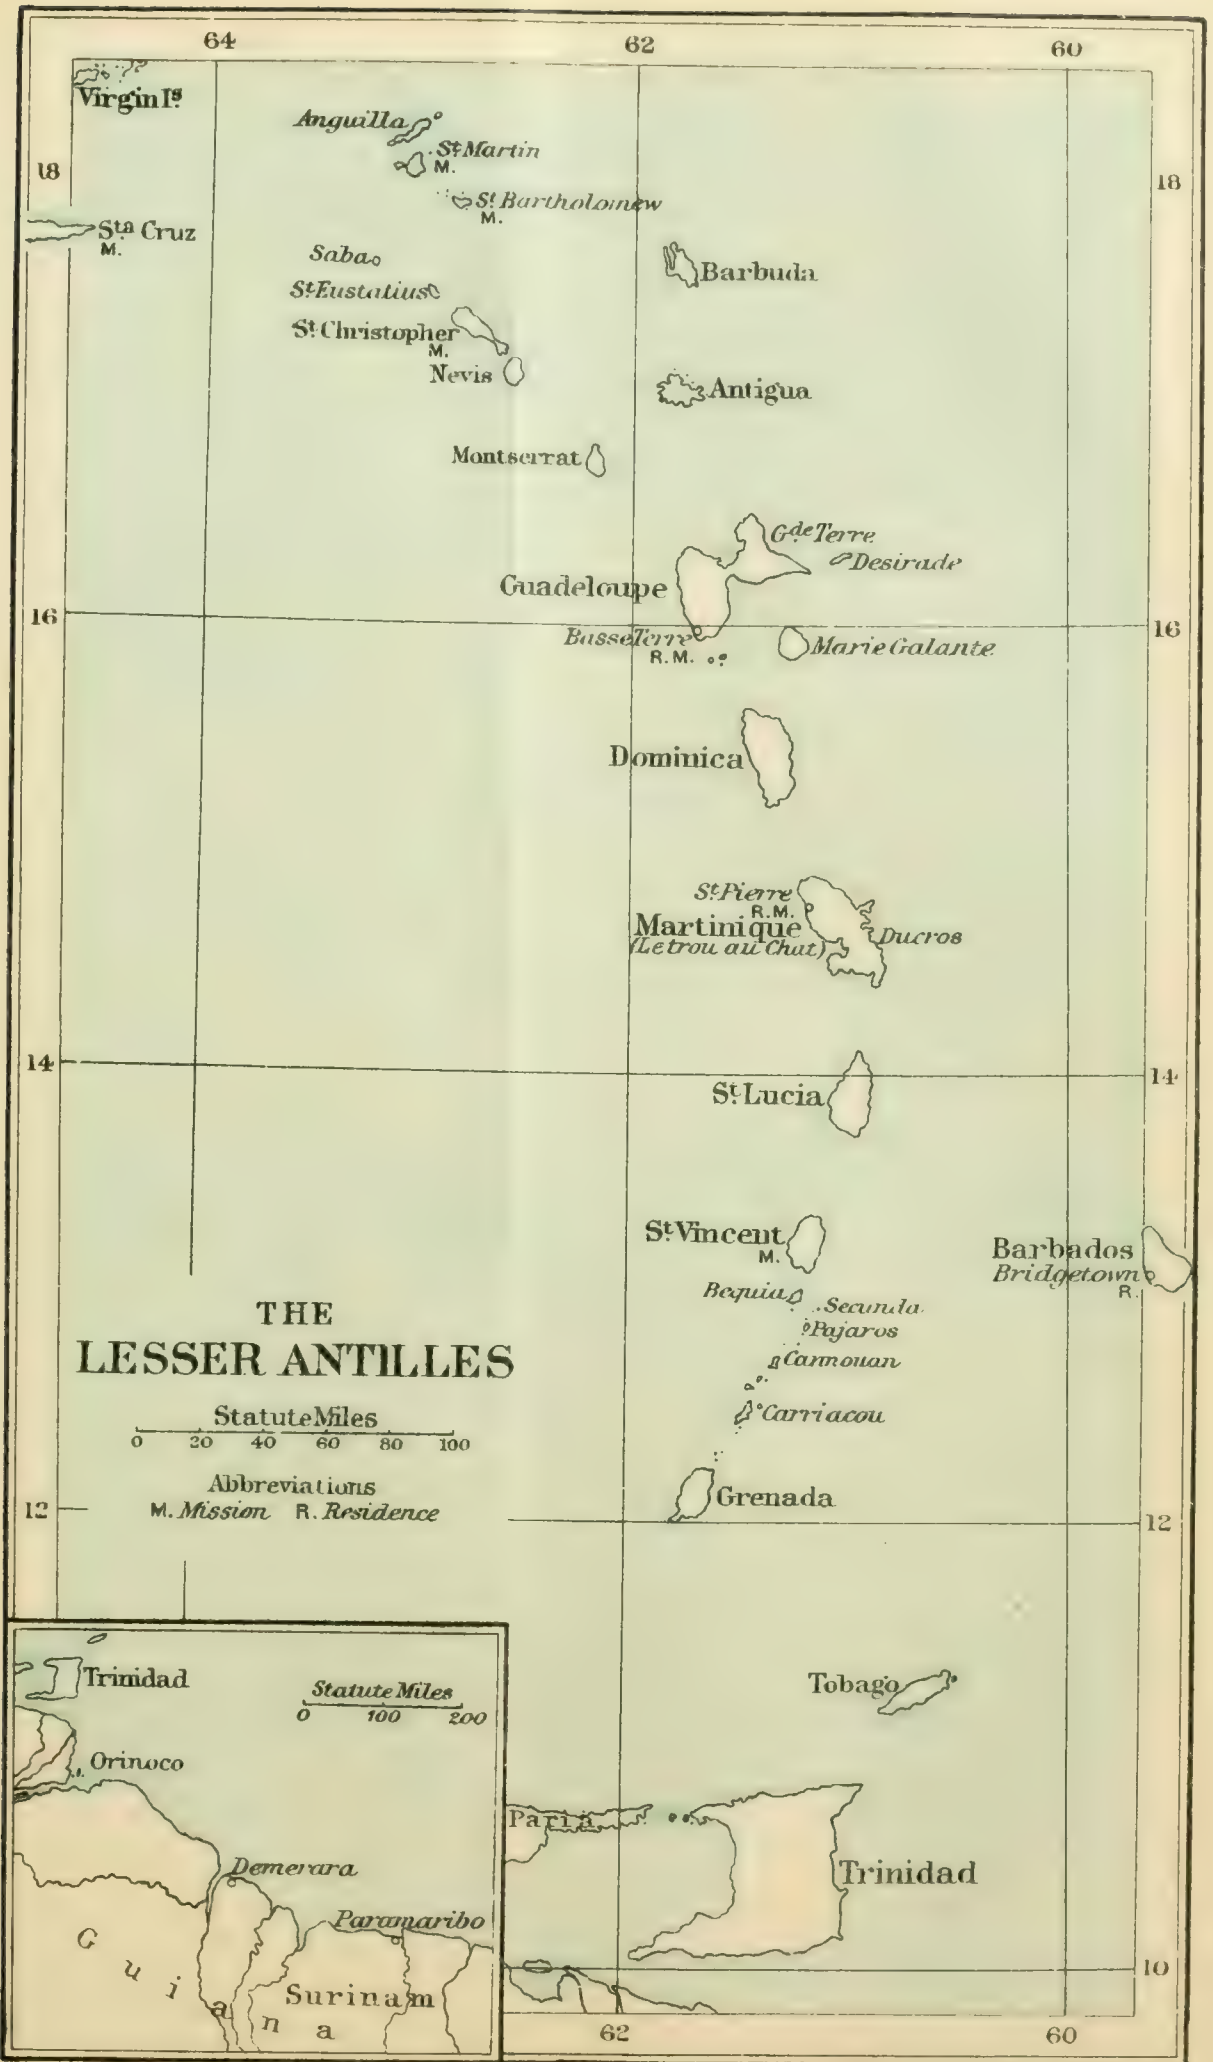 64 62 60
Virgin Iˢ.
Anguilla
Sᵗ. Martin
M.
18 18
Sᵗ. Bartholomew
M.
Sᵗᵃ Cruz
M.
Saba
Barbuda
Sᵗ. Eustatius
Sᵗ. Christopher
M.
Nevis
Antigua
Montserrat
Gᵈᵉ Terre
Desirade
Guadeloupe
16 16
Basse Terre
R.M.
Marie Galante
Dominica
Sᵗ. Pierre
R.M.
Martinique
Ducros
(Letrou au Chat)
14 14
Sᵗ. Lucia
Sᵗ. Vincent
M.
Barbados
Bridgetown
R.
Bequia
Secunda
Pajaros
Cannouan
Carriacou
THE
LESSER ANTILLES
Statute Miles
0 20 40 60 80 100
Abbreviations
M. Mission R. Residence
Grenada
12 12
Tobago
Paria
Trinidad
10
62 60
Trinidad
Statute Miles
0 100 200
Orinoco
Demerara
Paramaribo
Guiana
Surinam